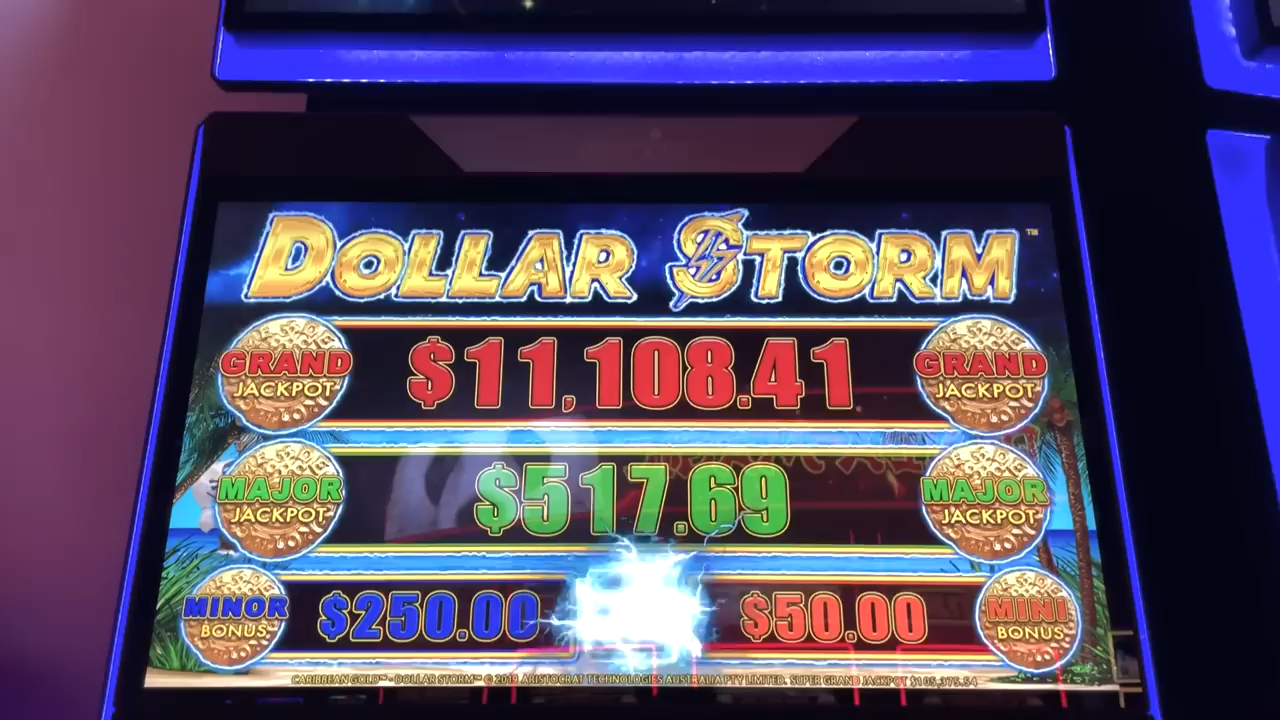 DOLLAR STORM™
GRAND JACKPOT $11,108.41 GRAND JACKPOT
MAJOR JACKPOT $517.69 MAJOR JACKPOT
MINOR BONUS $250.00 $50.00 MINI BONUS
CARIBBEAN GOLD™ - DOLLAR STORM™ © 2019 ARISTOCRAT TECHNOLOGIES AUSTRALIA PTY LIMITED. SUPER GRAND JACKPOT $105,375.54